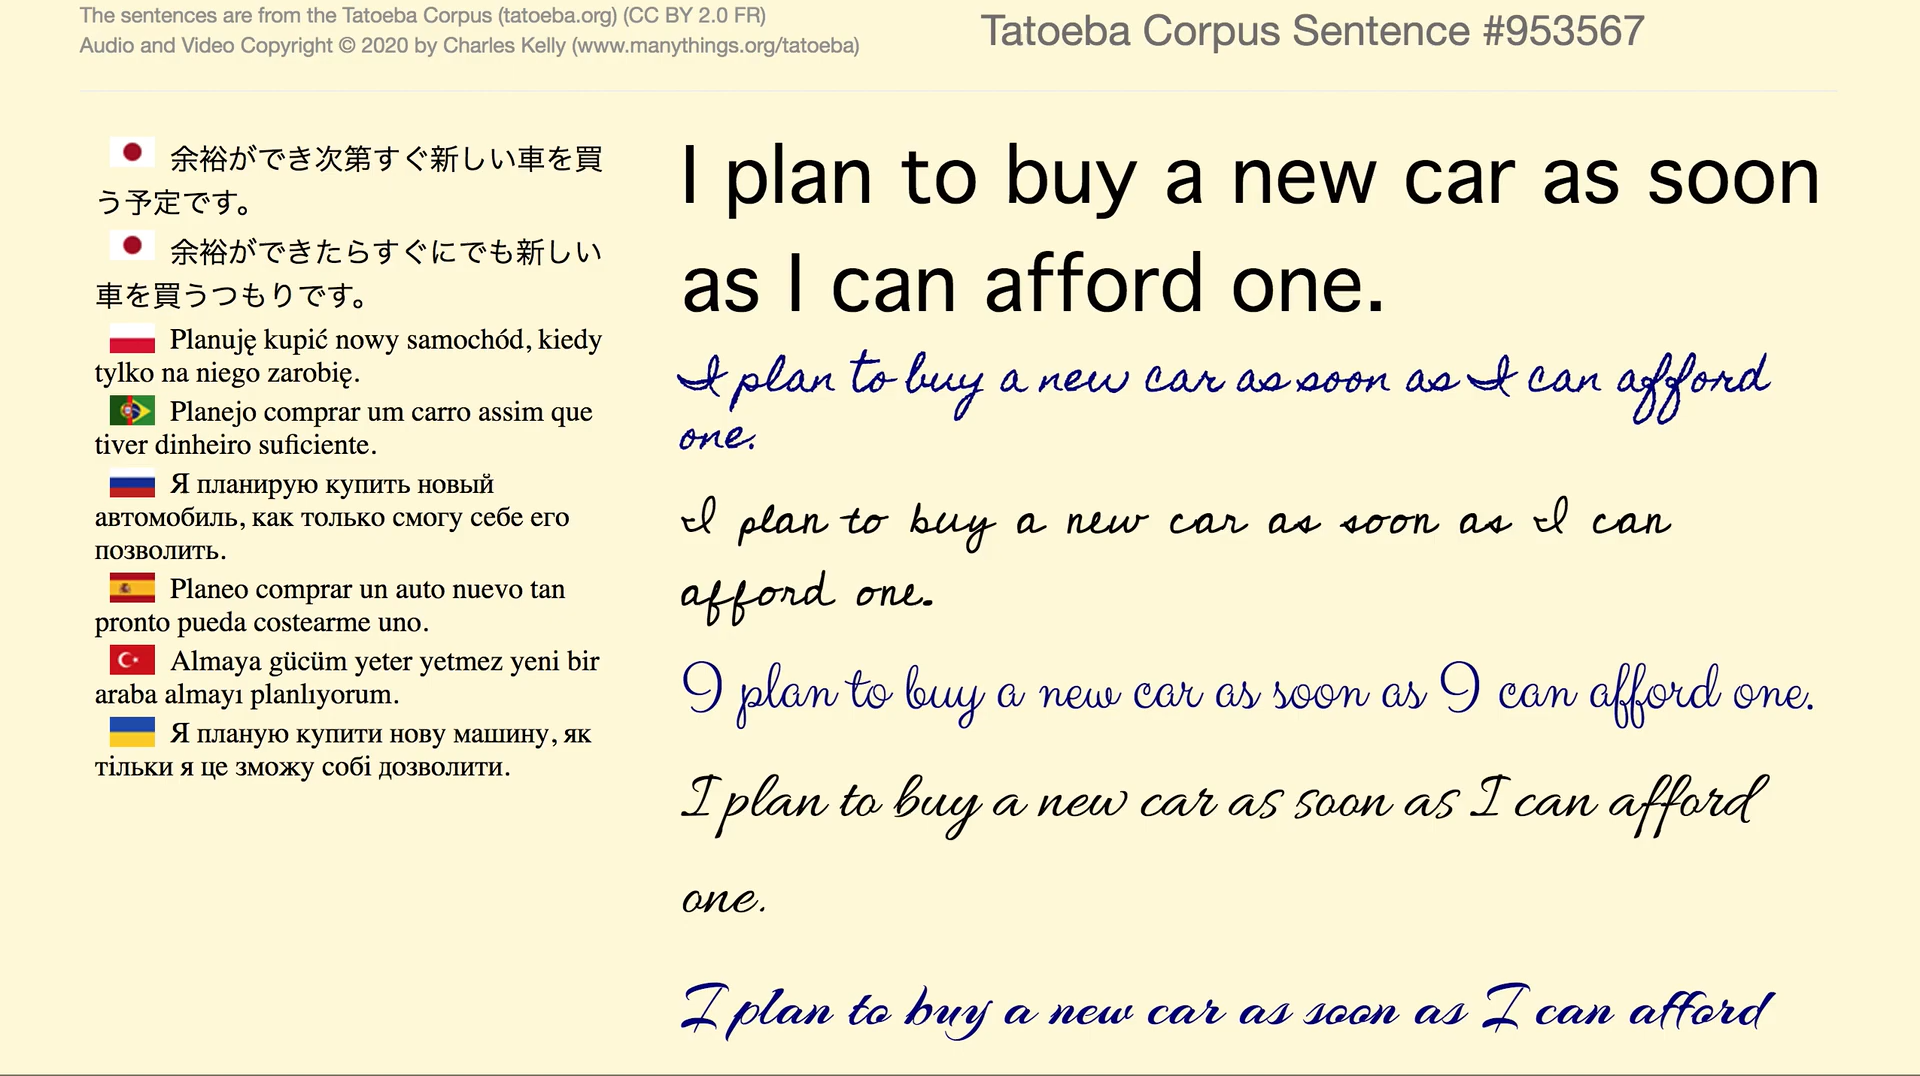 The sentences are from the Tatoeba Corpus (tatoeba.org) (CC BY 2.0 FR)
Audio and Video Copyright © 2020 by Charles Kelly (www.manythings.org/tatoeba)
Tatoeba Corpus Sentence #953567
余裕ができ次第すぐ新しい車を買
う予定です。
余裕ができたらすぐにでも新しい
車を買うつもりです。
Planuję kupić nowy samochód, kiedy
tylko na niego zarobię.
Planejo comprar um carro assim que
tiver dinheiro suficiente.
Я планирую купить новый
автомобиль, как только смогу себе его
позволить.
Planeo comprar un auto nuevo tan
pronto pueda costearme uno.
Almaya gücüm yeter yetmez yeni bir
araba almayı planlıyorum.
Я планую купити нову машину, як
тільки я це зможу собі дозволити.
I plan to buy a new car as soon
as I can afford one.
I plan to buy a new car as soon as I can afford
one.
I plan to buy a new car as soon as I can
afford one.
I plan to buy a new car as soon as I can afford one.
I plan to buy a new car as soon as I can afford
one.
I plan to buy a new car as soon as I can afford